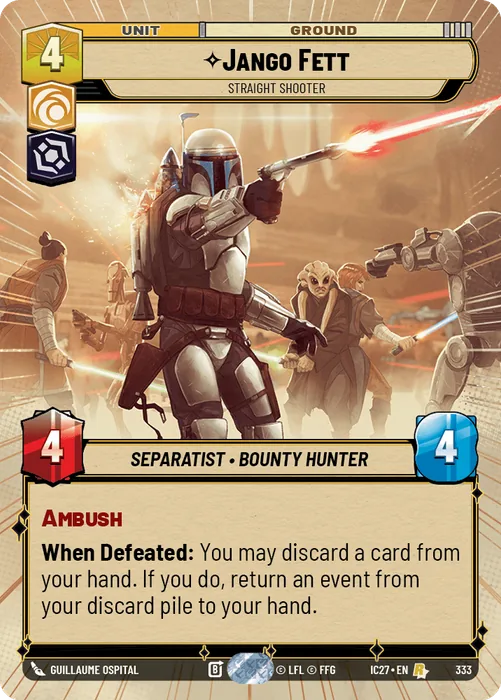 UNIT
GROUND
4
JANGO FETT
STRAIGHT SHOOTER
4
SEPARATIST • BOUNTY HUNTER
4
AMBUSH
When Defeated: You may discard a card from
your hand. If you do, return an event from
your discard pile to your hand.
GUILLAUME OSPITAL
B
© LFL © FFG
IC27 • EN
R
333